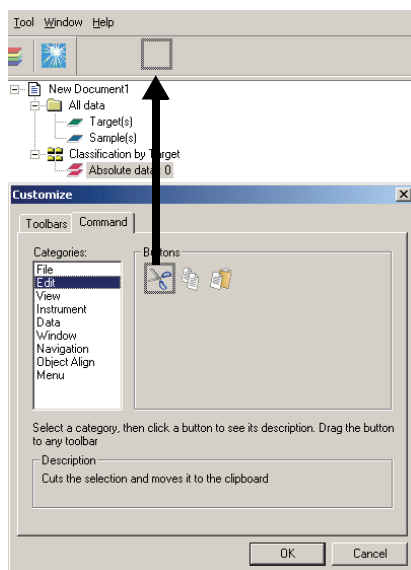 Tool Window Help
New Document1
All data
Target(s)
Sample(s)
Classification by Target
Absolute data: 0
Customize
Toolbars Command
Categories:
Buttons
File
Edit
View
Instrument
Data
Window
Navigation
Object Align
Menu
Select a category, then click a button to see its description. Drag the button
to any toolbar
Description
Cuts the selection and moves it to the clipboard
OK Cancel